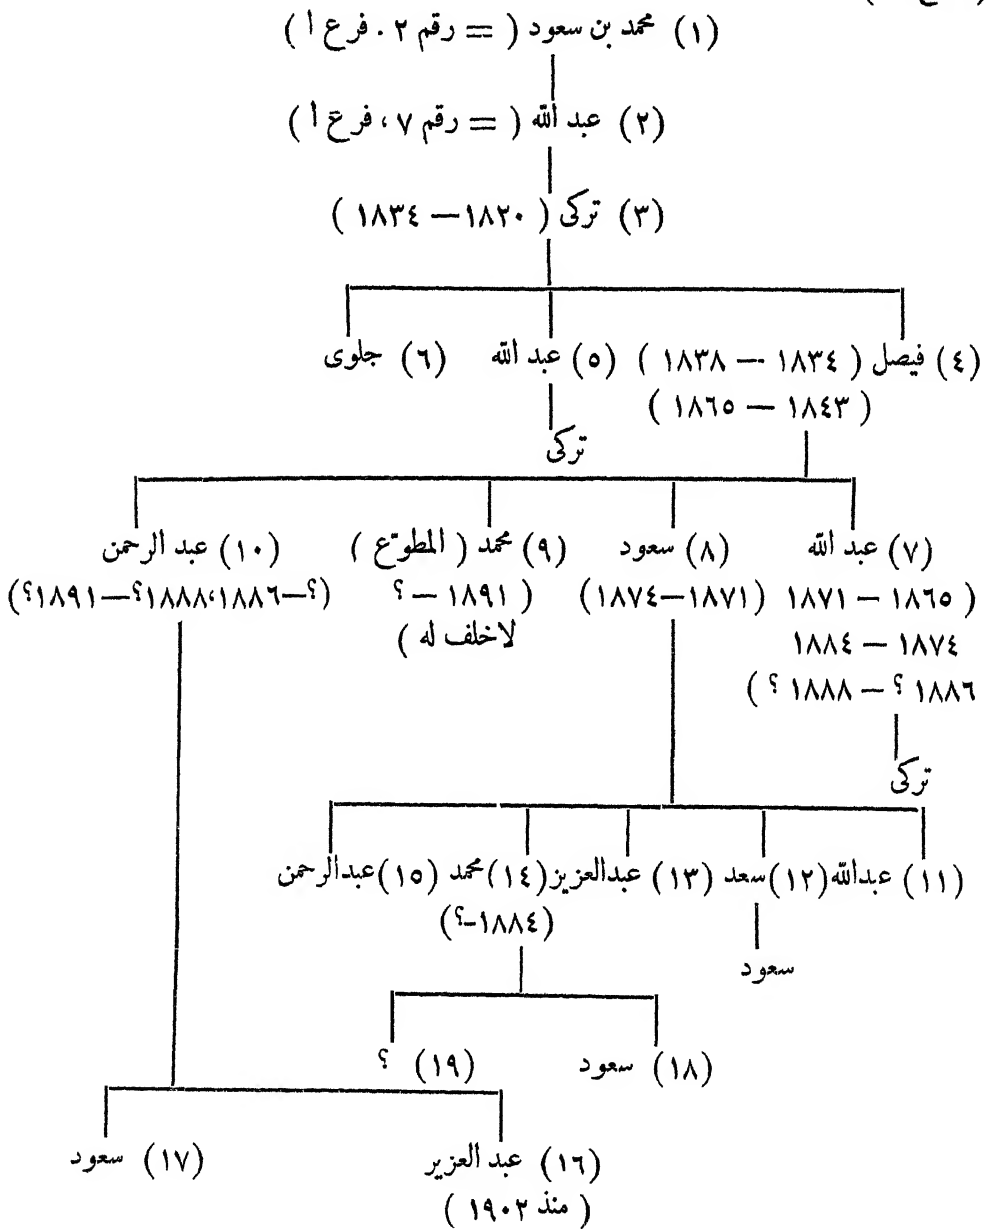 (١) محمد بن سعود ( = رقم ٢ . فرع أ )
(٢) عبد الله ( = رقم ٧ ، فرع أ )
(٣) تركى ( ١٨٢٠ — ١٨٣٤ )
(٤) فيصل ( ١٨٣٤ — ١٨٣٨ ) (٥) عبد الله (٦) جلوى
( ١٨٤٣ — ١٨٦٥ )
تركى
(٧) عبد الله (٨) سعود (٩) محمد ( المطوّع ) (١٠) عبد الرحمن
( ١٨٦٥ — ١٨٧١ (١٨٧١—١٨٧٤) ( ١٨٩١ — ؟ (؟—١٨٨٦،١٨٨٨؟—١٨٩١؟)
١٨٧٤ — ١٨٨٤ لاخلف له )
١٨٨٦ ؟ — ١٨٨٨ ؟ )
تركى
(١١) عبدالله (١٢) سعد (١٣) عبدالعزيز (١٤) محمد (١٥) عبدالرحمن
(١٨٨٤-؟)
سعود
(١٨) سعود (١٩) ؟
(١٦) عبد العزير (١٧) سعود
( منذ ١٩٠٢ )